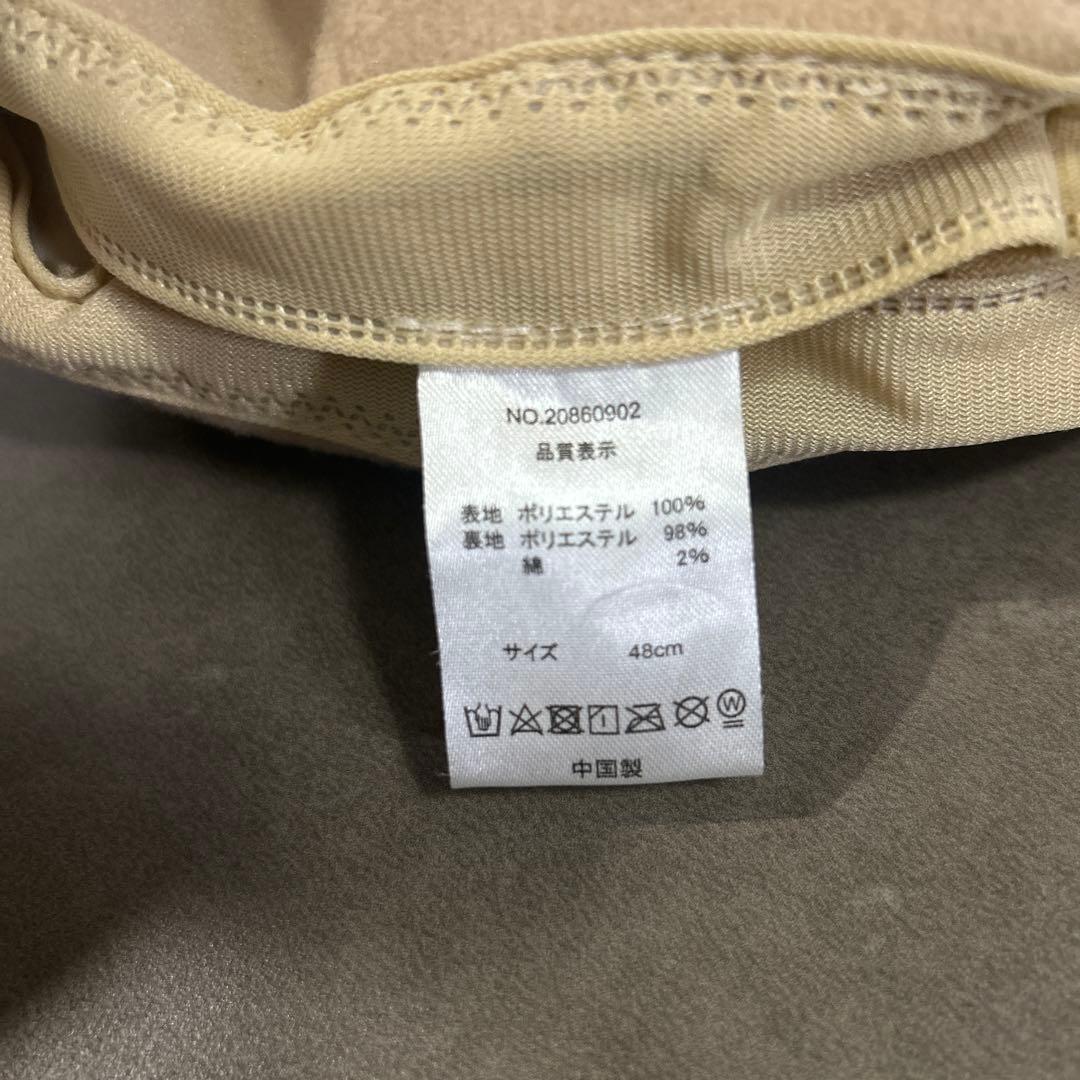 NO.20860902
品質表示
表地 ポリエステル 100%
裏地 ポリエステル 98%
綿 2%
サイズ 48cm
W
中国製